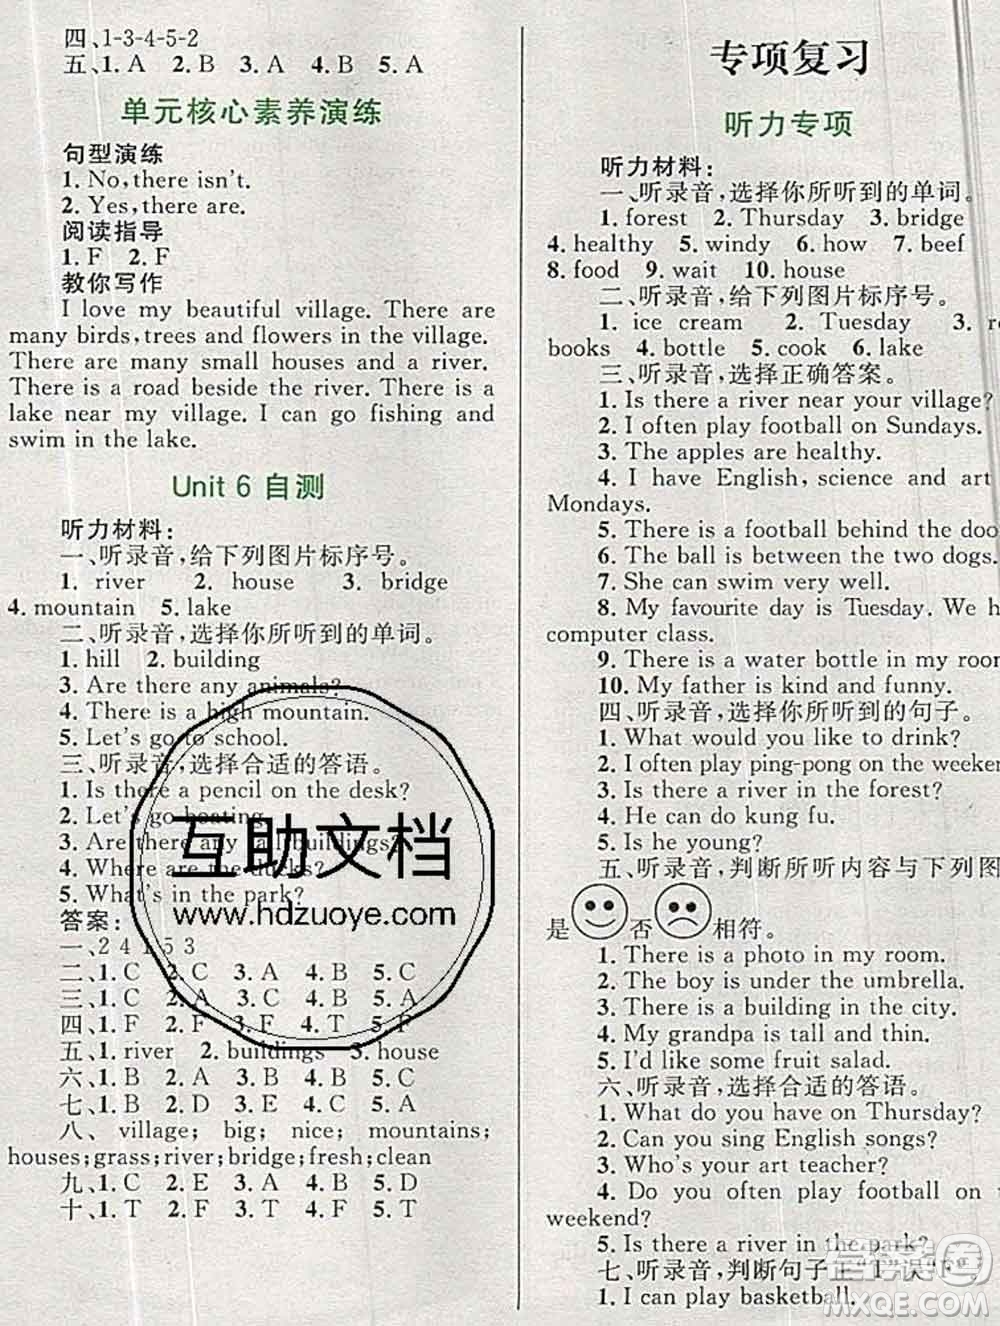 四、1-3-4-5-2
五、1. A 2. B 3. A 4. B 5. A
单元核心素养演练
句型演练
1. No, there isn't.
2. Yes, there are.
阅读指导
1. F 2. F
教你写作
I love my beautiful village. There are
many birds, trees and flowers in the village.
There are many small houses and a river.
There is a road beside the river. There is a
lake near my village. I can go fishing and
swim in the lake.
Unit 6 自测
听力材料：
一、听录音,给下列图片标序号。
1. river 2. house 3. bridge
4. mountain 5. lake
二、听录音,选择你所听到的单词。
1. hill 2. building
3. Are there any animals?
4. There is a high mountain.
5. Let's go to school.
三、听录音,选择合适的答语。
1. Is there a pencil on the desk?
2. Let's go boating.
3. Are there any tall buildings?
4. Where are the ducks?
5. What's in the park?
答案：
一、2 4 1 5 3
二、1. C 2. C 3. A 4. B 5. C
三、1. C 2. A 3. C 4. B 5. A
四、1. F 2. F 3. F 4. T 5. F
五、1. river 2. buildings 3. house
六、1. B 2. A 3. B 4. B 5. C
七、1. B 2. D 3. B 4. C 5. A
八、village; big; nice; mountains;
houses; grass; river; bridge; fresh; clean
九、1. C 2. E 3. A 4. B 5. D
十、1. T 2. F 3. T 4. T 5. T
互助文档
www.hdzuoye.com
专项复习
听力专项
听力材料：
一、听录音,选择你所听到的单词。
1. forest 2. Thursday 3. bridge
4. healthy 5. windy 6. how 7. beef
8. food 9. wait 10. house
二、听录音,给下列图片标序号。
1. ice cream 2. Tuesday 3.
books 4. bottle 5. cook 6. lake
三、听录音,选择正确答案。
1. Is there a river near your village?
2. I often play football on Sundays.
3. The apples are healthy.
4. I have English, science and art
Mondays.
5. There is a football behind the
6. The ball is between the two dogs.
7. She can swim very well.
8. My favourite day is Tuesday. We
computer class.
9. There is a water bottle in my room
10. My father is kind and funny.
四、听录音,选择你所听到的句子。
1. What would you like to drink?
2. I often play ping-pong on the
3. Is there a river in the forest?
4. He can do kung fu.
5. Is he young?
五、听录音,判断所听内容与下列图
是 否 相符。
1. There is a photo in my room.
2. The boy is under the umbrella.
3. There is a building in the city.
4. My grandpa is tall and thin.
5. I'd like some fruit salad.
六、听录音,选择合适的答语。
1. What do you have on Thursday?
2. Can you sing English songs?
3. Who's your art teacher?
4. Do you often play football on
weekend?
5. Is there a river in the park?
七、听录音,判断句子正"T"误"F"。
1. I can play basketball.
答案圈
MXQE.COM